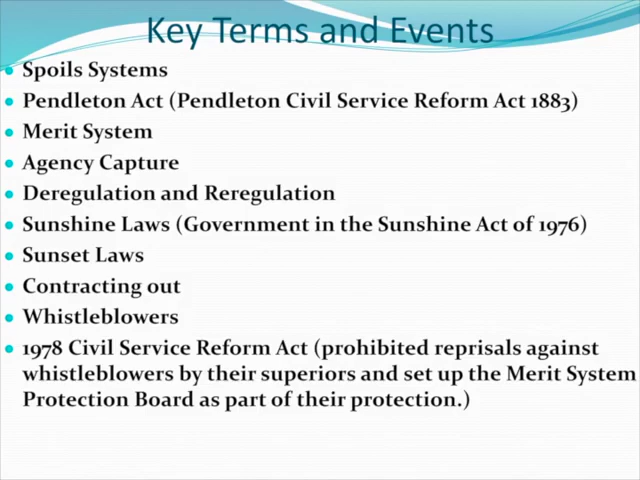 Key Terms and Events
Spoils Systems
Pendleton Act (Pendleton Civil Service Reform Act 1883)
Merit System
Agency Capture
Deregulation and Reregulation
Sunshine Laws (Government in the Sunshine Act of 1976)
Sunset Laws
Contracting out
Whistleblowers
1978 Civil Service Reform Act (prohibited reprisals against
whistleblowers by their superiors and set up the Merit System
Protection Board as part of their protection.)